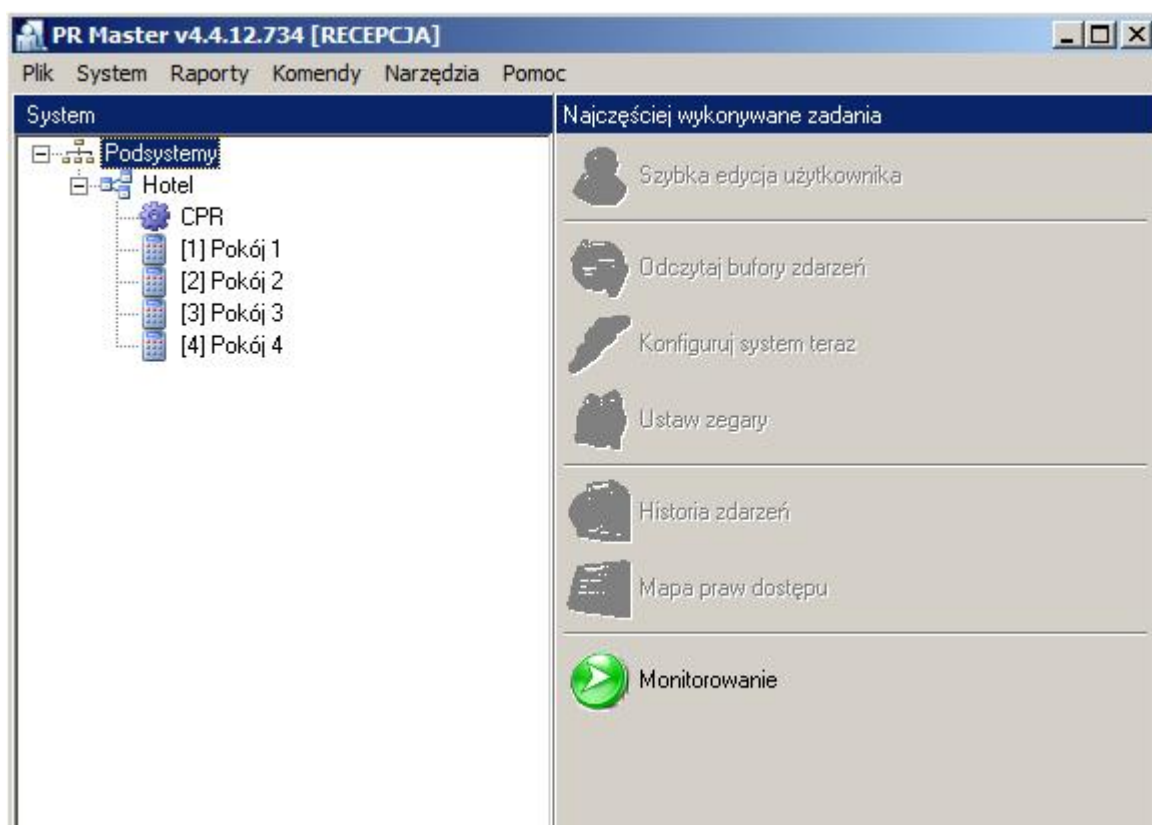 PR Master v4.4.12.734 [RECEPCJA]
Plik System Raporty Komendy Narzędzia Pomoc
System
Podsystemy
Hotel
CPR
[1] Pokój 1
[2] Pokój 2
[3] Pokój 3
[4] Pokój 4
Najczęściej wykonywane zadania
Szybka edycja użytkownika
Odczytaj bufory zdarzeń
Konfiguruj system teraz
Ustaw zegary
Historia zdarzeń
Mapa praw dostępu
Monitorowanie